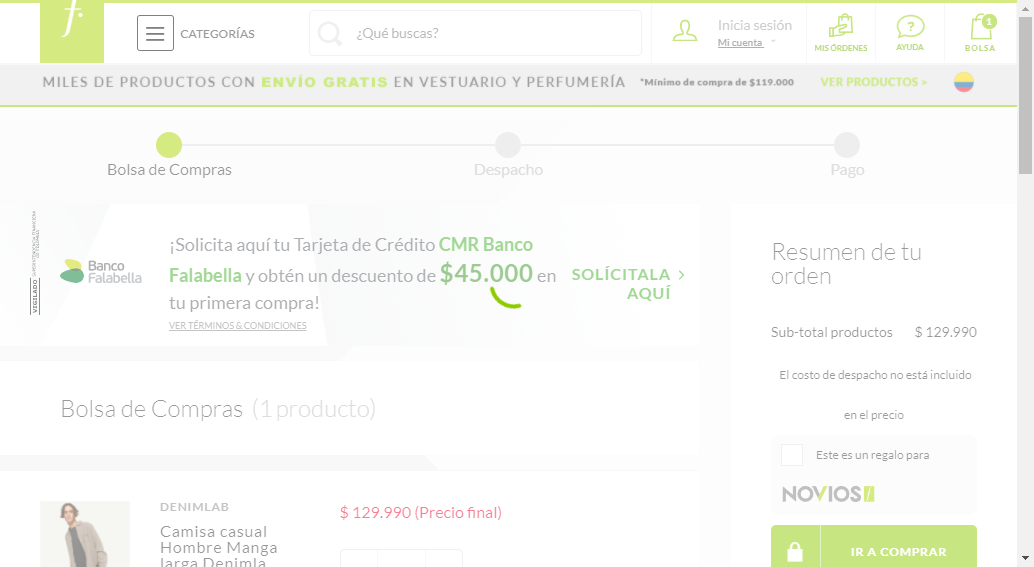 f.
CATEGORÍAS
¿Qué buscas?
Inicia sesión
Mi cuenta
MIS ÓRDENES
AYUDA
1
BOLSA
MILES DE PRODUCTOS CON ENVÍO GRATIS EN VESTUARIO Y PERFUMERÍA
*Mínimo de compra de $119.000
VER PRODUCTOS >
Bolsa de Compras
Despacho
Pago
VIGILADO
Banco
Falabella
¡Solicita aquí tu Tarjeta de Crédito CMR Banco
Falabella y obtén un descuento de $45.000 en
tu primera compra!
VER TÉRMINOS & CONDICIONES
SOLÍCITALA >
AQUÍ
Bolsa de Compras (1 producto)
DENIMLAB
Camisa casual
Hombre Manga
larga Denimla
$ 129.990 (Precio final)
Resumen de tu
orden
Sub-total productos $ 129.990
El costo de despacho no está incluido
en el precio
Este es un regalo para
NOVIOS f
IR A COMPRAR